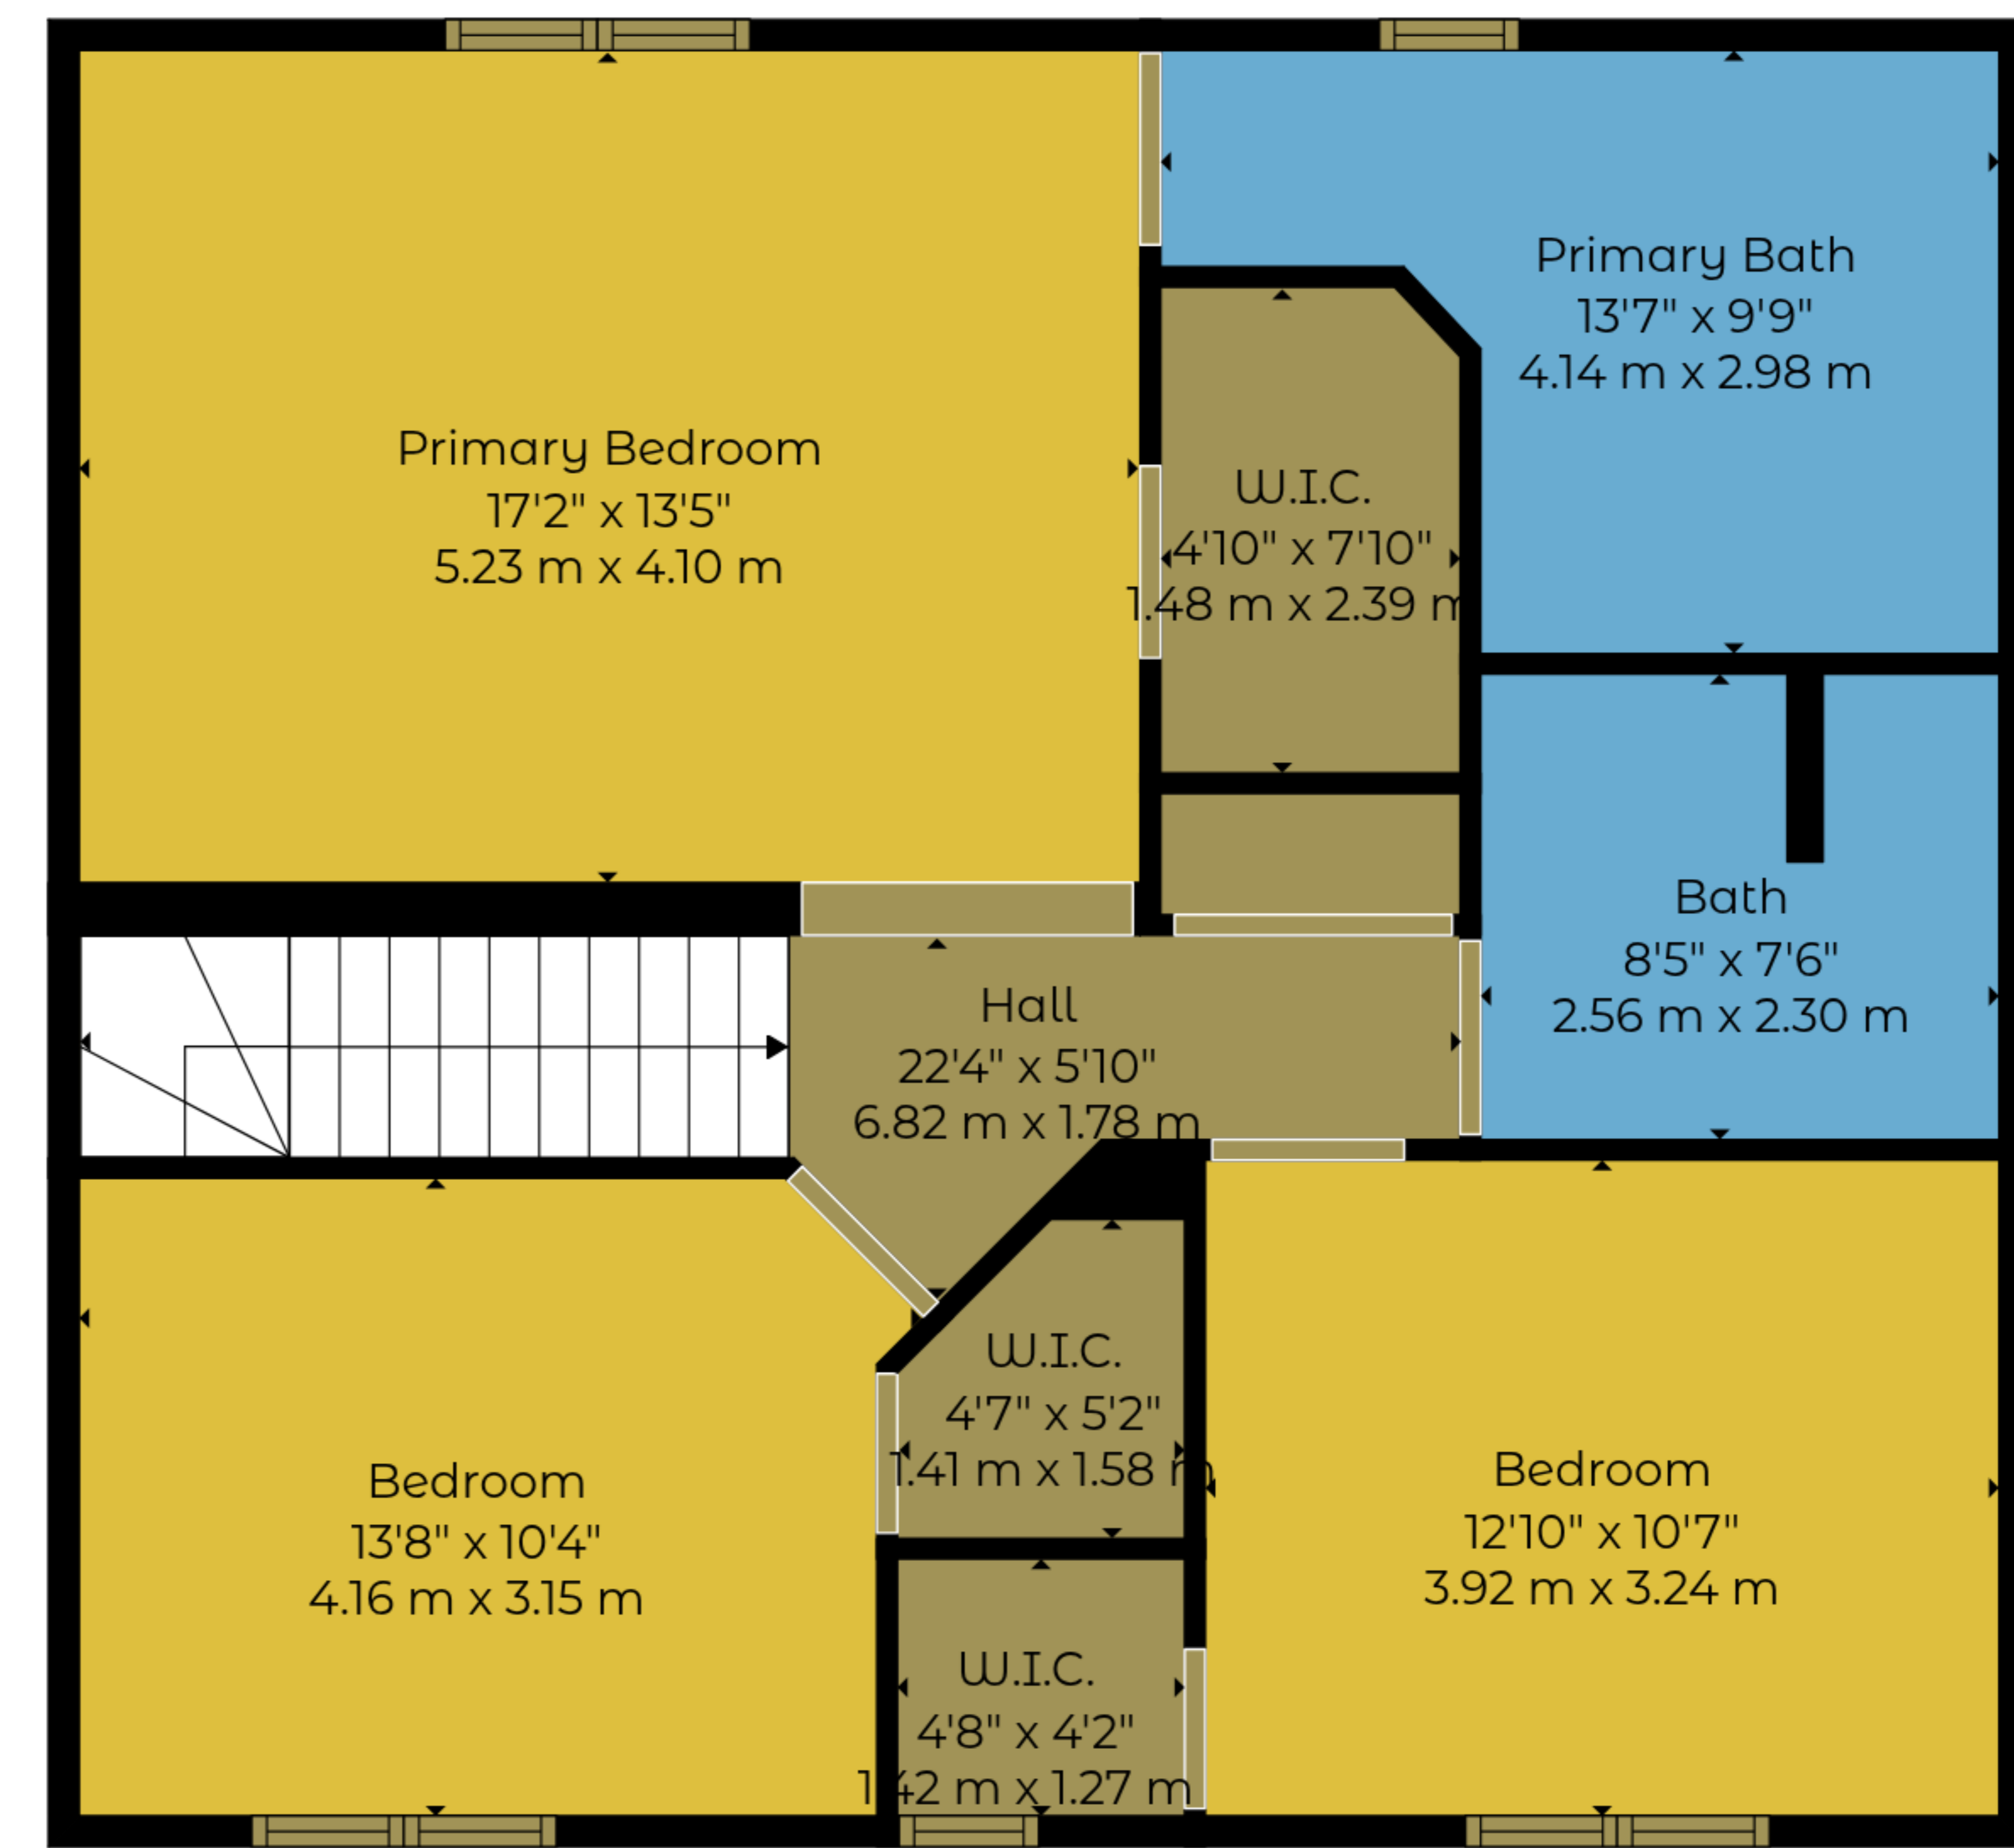 Primary Bedroom
17'2" x 13'5"
5.23 m x 4.10 m
Primary Bath
13'7" x 9'9"
4.14 m x 2.98 m
W.I.C.
4'10" x 7'10"
1.48 m x 2.39 m
Bath
8'5" x 7'6"
2.56 m x 2.30 m
Hall
22'4" x 5'10"
6.82 m x 1.78 m
W.I.C.
4'7" x 5'2"
1.41 m x 1.58 m
Bedroom
13'8" x 10'4"
4.16 m x 3.15 m
Bedroom
12'10" x 10'7"
3.92 m x 3.24 m
W.I.C.
4'8" x 4'2"
1.42 m x 1.27 m